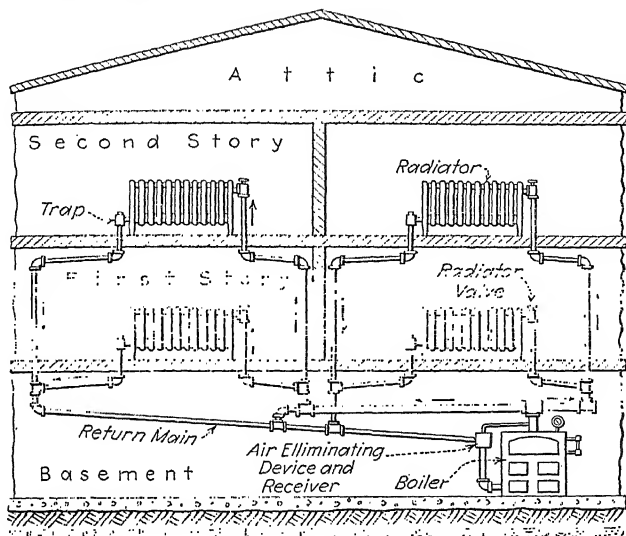 Attic
Second Story
Radiator
Trap
First Story
Radiator
Valve
Return Main
Air Elliminating
Device and
Receiver
Boiler
Basement